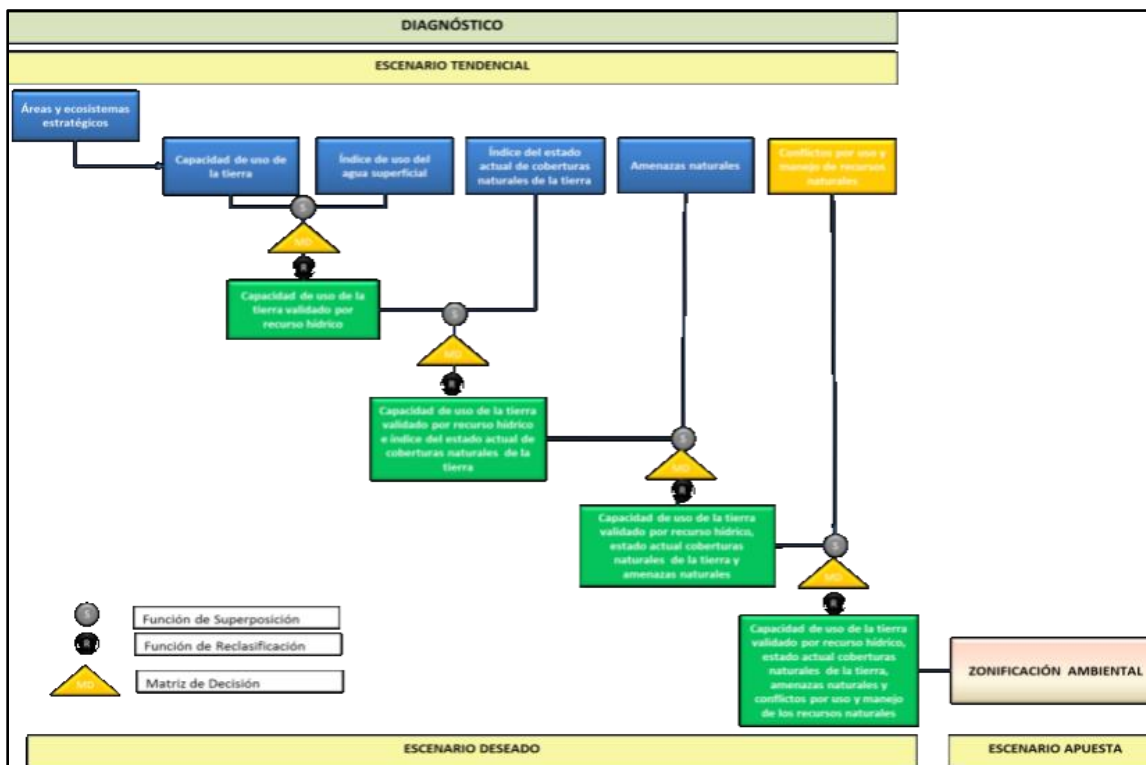 DIAGNÓSTICO
ESCENARIO TENDENCIAL
Áreas y ecosistemas
estratégicos
Capacidad de uso de
la tierra
Índice de uso del
agua superficial
Índice del estado
actual de coberturas
naturales de la tierra
Amenazas naturales
Conflictos por uso y
manejo de recursos
naturales
S
MD
R
Capacidad de uso de la
tierra validado por
recurso hídrico
S
MD
R
Capacidad de uso de la tierra
validado por recurso hídrico
e índice del estado actual de
coberturas naturales de la
tierra
S
MD
R
Capacidad de uso de la tierra
validado por recurso hídrico,
estado actual coberturas
naturales de la tierra y
amenazas naturales
S
MD
R
Capacidad de uso de la tierra
validado por recurso hídrico,
estado actual coberturas
naturales de la tierra,
amenazas naturales y
conflictos por uso y manejo
de los recursos naturales
ZONIFICACIÓN AMBIENTAL
S Función de Superposición
R Función de Reclasificación
MD Matriz de Decisión
ESCENARIO DESEADO
ESCENARIO APUESTA